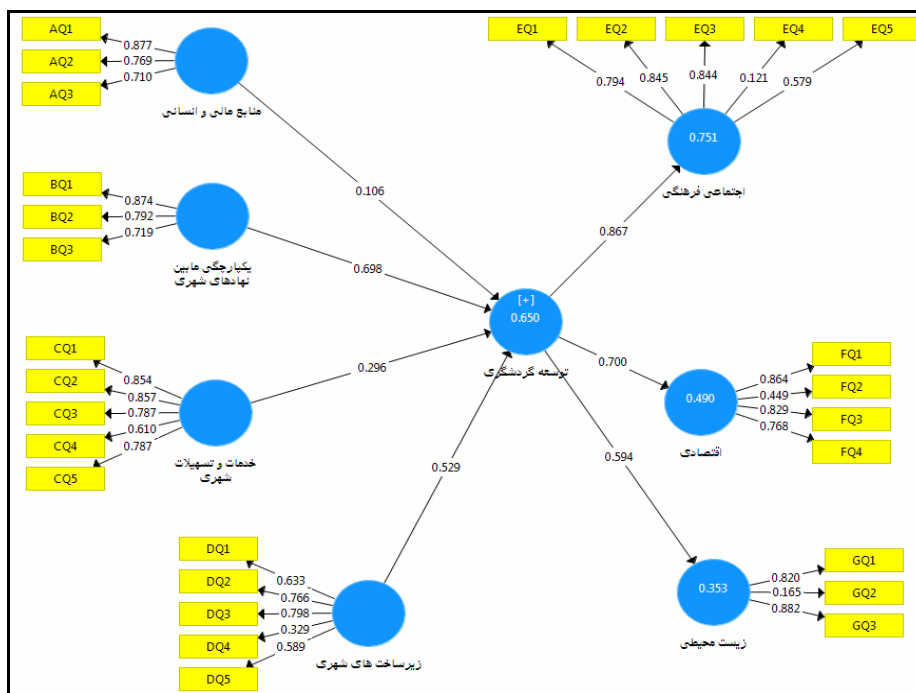 AQ1
AQ2
AQ3
0.877
0.769
0.710
منابع مالی و انسانی
0.106
BQ1
BQ2
BQ3
0.874
0.792
0.719
یکپارچگی مابین
نهادهای شهری
0.698
CQ1
CQ2
CQ3
CQ4
CQ5
0.854
0.857
0.787
0.610
0.787
خدمات و تسهیلات
شهری
0.296
DQ1
DQ2
DQ3
DQ4
DQ5
0.633
0.766
0.798
0.329
0.589
زیرساخت های شهری
0.529
[+]
0.650
توسعه گردشگری
EQ1
EQ2
EQ3
EQ4
EQ5
0.794
0.845
0.844
0.121
0.579
0.751
اجتماعی فرهنگی
0.867
0.700
0.490
اقتصادی
FQ1
FQ2
FQ3
FQ4
0.864
0.449
0.829
0.768
0.594
0.353
زیست محیطی
GQ1
GQ2
GQ3
0.820
0.165
0.882